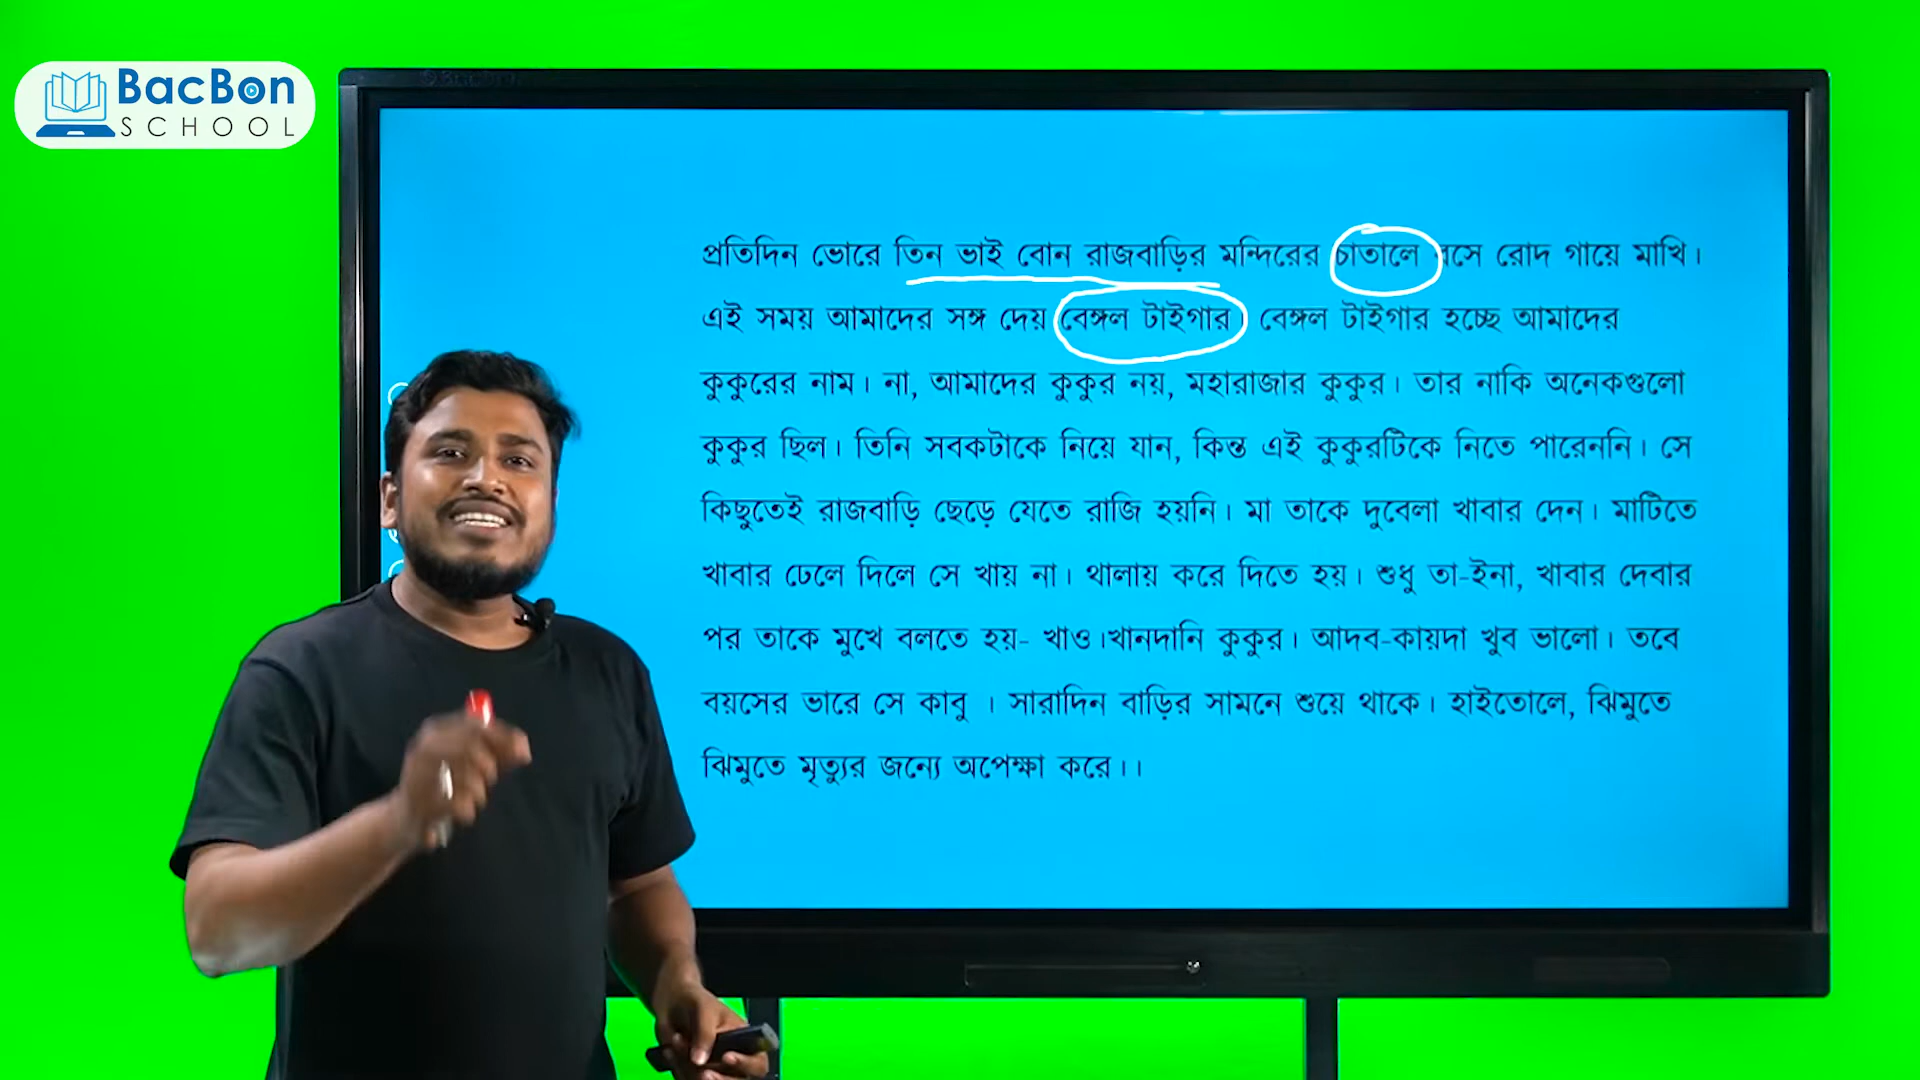 BacBon
SCHOOL
প্রতিদিন ভোরে তিন ভাই বোন রাজবাড়ির মন্দিরের চাতালে বসে রোদ গায়ে মাখি।
এই সময় আমাদের সঙ্গ দেয় বেঙ্গল টাইগার। বেঙ্গল টাইগার হচ্ছে আমাদের
কুকুরের নাম। না, আমাদের কুকুর নয়, মহারাজার কুকুর। তার নাকি অনেকগুলো
কুকুর ছিল। তিনি সবকটাকে নিয়ে যান, কিন্ত এই কুকুরটিকে নিতে পারেননি। সে
কিছুতেই রাজবাড়ি ছেড়ে যেতে রাজি হয়নি। মা তাকে দুবেলা খাবার দেন। মাটিতে
খাবার ঢেলে দিলে সে খায় না। থালায় করে দিতে হয়। শুধু তা-ইনা, খাবার দেবার
পর তাকে মুখে বলতে হয়- খাও।খানদানি কুকুর। আদব-কায়দা খুব ভালো। তবে
বয়সের ভারে সে কাবু । সারাদিন বাড়ির সামনে শুয়ে থাকে। হাইতোলে, ঝিমুতে
ঝিমুতে মৃত্যুর জন্যে অপেক্ষা করে।।